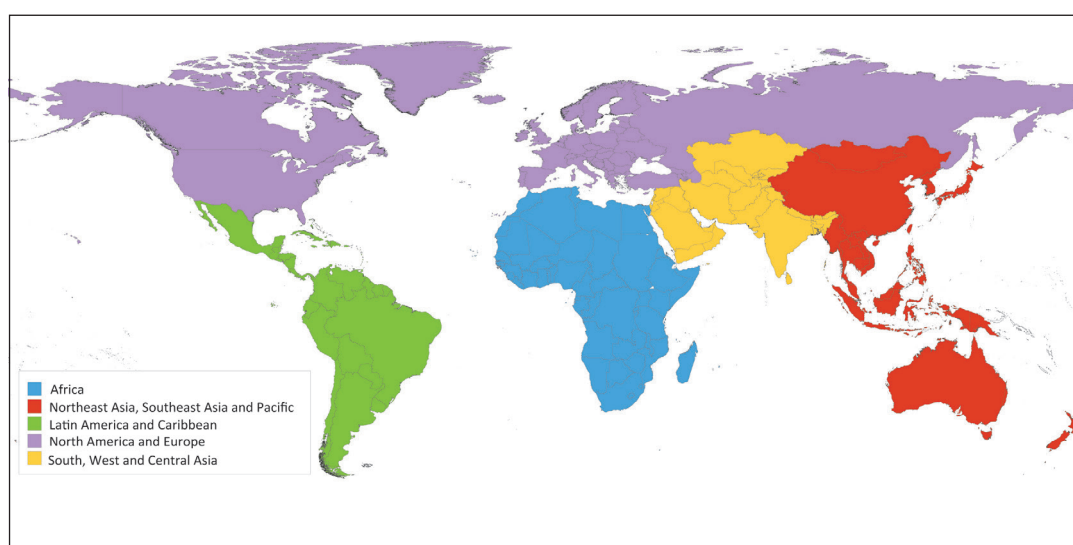 Africa
Northeast Asia, Southeast Asia and Pacific
Latin America and Caribbean
North America and Europe
South, West and Central Asia